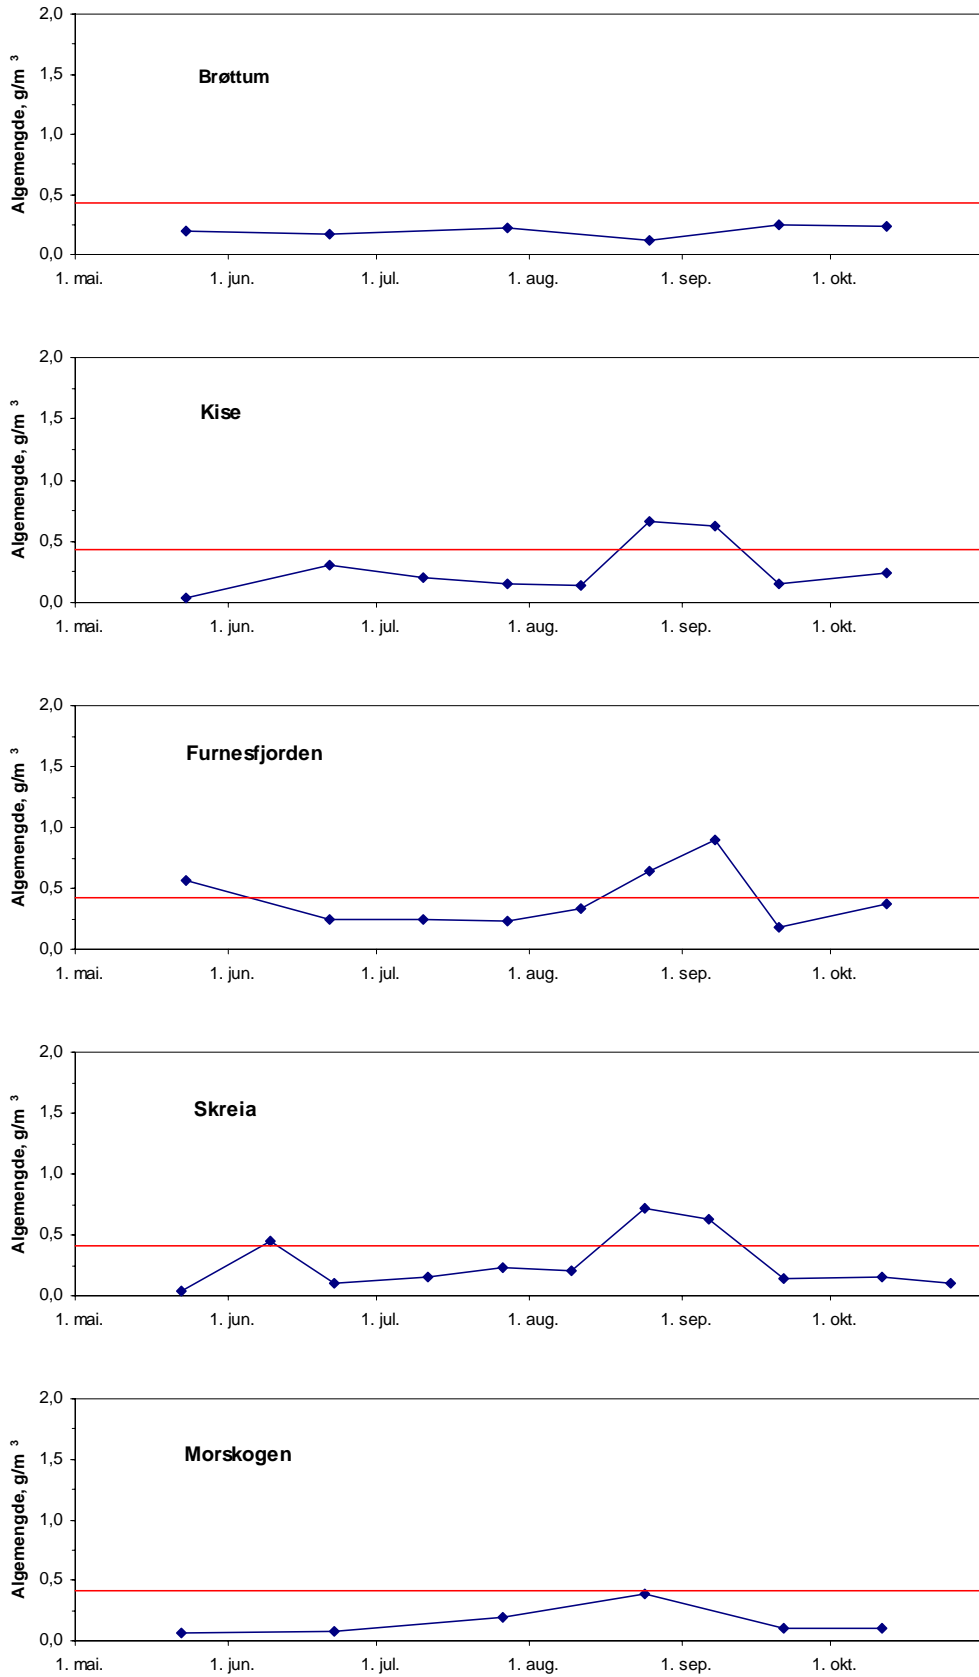 Brøttum
Algemengde, g/m ³
2,0
1,5
1,0
0,5
0,0
1. mai. 1. jun. 1. jul. 1. aug. 1. sep. 1. okt.
Kise
Algemengde, g/m ³
2,0
1,5
1,0
0,5
0,0
1. mai. 1. jun. 1. jul. 1. aug. 1. sep. 1. okt.
Furnesfjorden
Algemengde, g/m ³
2,0
1,5
1,0
0,5
0,0
1. mai. 1. jun. 1. jul. 1. aug. 1. sep. 1. okt.
Skreia
Algemengde, g/m ³
2,0
1,5
1,0
0,5
0,0
1. mai. 1. jun. 1. jul. 1. aug. 1. sep. 1. okt.
Morskogen
Algemengde, g/m ³
2,0
1,5
1,0
0,5
0,0
1. mai. 1. jun. 1. jul. 1. aug. 1. sep. 1. okt.